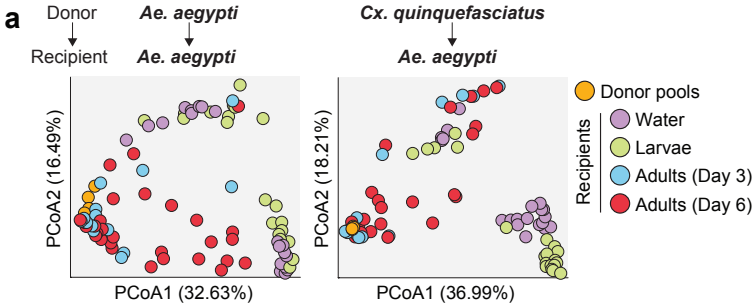 a
Donor
Recipient
Ae. aegypti
Ae. aegypti
Cx. quinquefasciatus
Ae. aegypti
PCoA2 (16.49%)
PCoA1 (32.63%)
PCoA2 (18.21%)
PCoA1 (36.99%)
Donor pools
Recipients
Water
Larvae
Adults (Day 3)
Adults (Day 6)